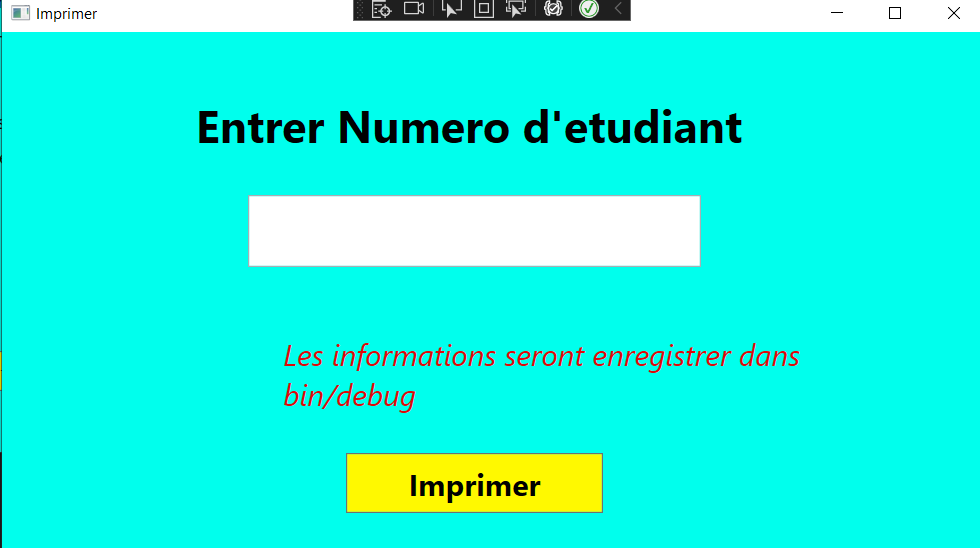 Imprimer
Entrer Numero d'etudiant
Les informations seront enregistrer dans
bin/debug
Imprimer